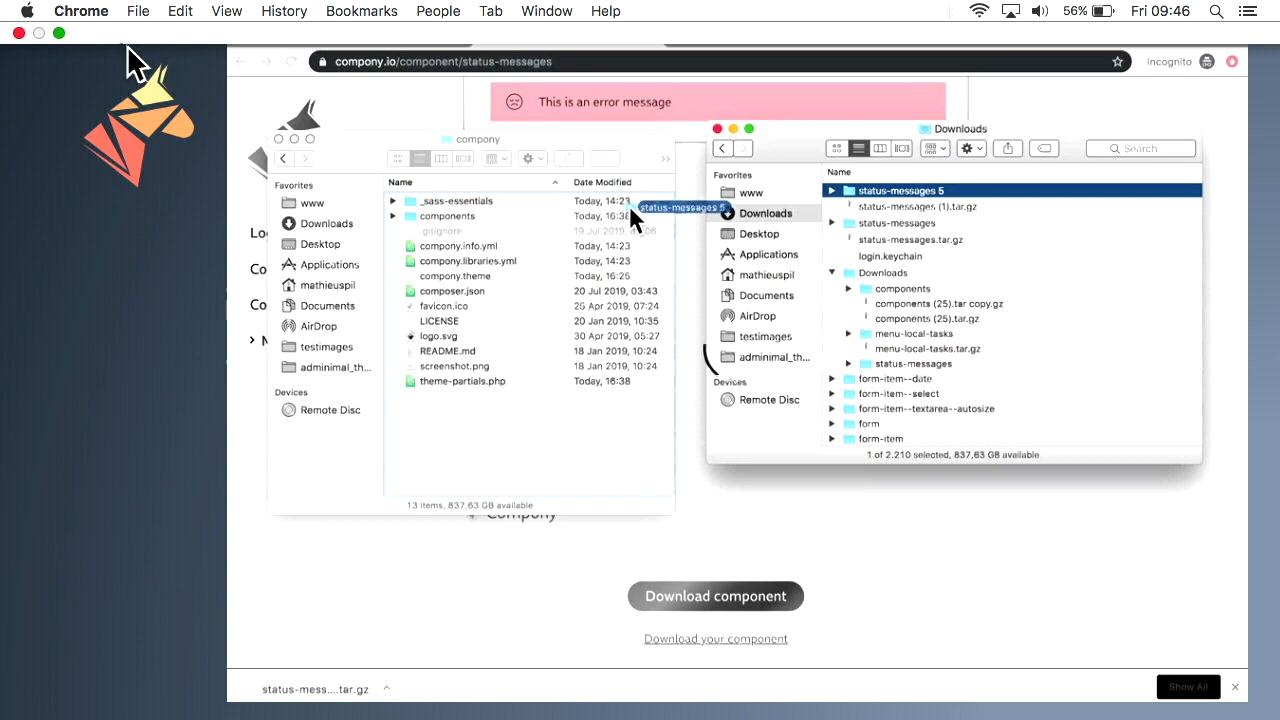 Chrome File Edit View History Bookmarks People Tab Window Help 56% Fri 09:46
compony.io/component/status-messages Incognito
This is an error message
compony
Favorites
www
Downloads
Desktop
Applications
mathieuspil
Documents
AirDrop
testimages
adminimal_th...
Devices
Remote Disc
Name Date Modified
_sass-essentials Today, 14:23
components Today, 16:38
.gitignore
compony.info.yml Today, 14:23
compony.libraries.yml Today, 14:23
compony.theme Today, 16:25
composer.json 20 Jul 2019, 03:43
favicon.ico 25 Apr 2019, 07:24
LICENSE 20 Jan 2019, 10:35
logo.svg 30 Apr 2019, 05:27
README.md 18 Jan 2019, 10:24
screenshot.png 18 Jan 2019, 10:24
theme-partials.php Today, 16:38
13 items, 837,63 GB available
status-messages 5
Downloads
Search
Favorites
www
Downloads
Desktop
Applications
mathieuspil
Documents
AirDrop
testimages
adminimal_th...
Devices
Remote Disc
Name
status-messages 5
status-messages (1).tar.gz
status-messages
status-messages.tar.gz
login.keychain
Downloads
components
components (25).tar copy.gz
components (25).tar.gz
menu-local-tasks
menu-local-tasks.tar.gz
status-messages
form-item--date
form-item--select
form-item--textarea--autosize
form
form-item
1 of 2.210 selected, 837,63 GB available
Compony
Download component
Download your component
status-mess....tar.gz
Show All